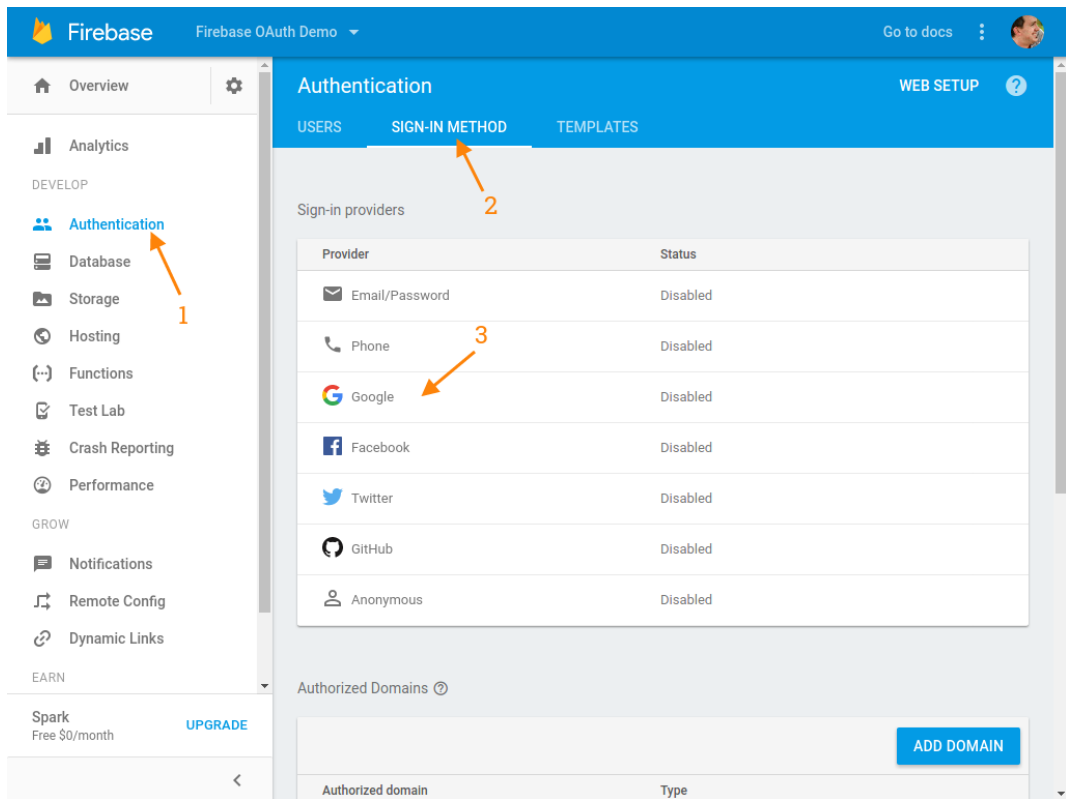 Firebase Firebase OAuth Demo Go to docs
Overview
Analytics
DEVELOP
Authentication
Database
Storage
Hosting
Functions
Test Lab
Crash Reporting
Performance
GROW
Notifications
Remote Config
Dynamic Links
EARN
Spark
Free $0/month
UPGRADE
Authentication WEB SETUP ?
USERS SIGN-IN METHOD TEMPLATES
1
2
3
Sign-in providers
Provider Status
Email/Password Disabled
Phone Disabled
Google Disabled
Facebook Disabled
Twitter Disabled
GitHub Disabled
Anonymous Disabled
Authorized Domains ?
ADD DOMAIN
Authorized domain Type